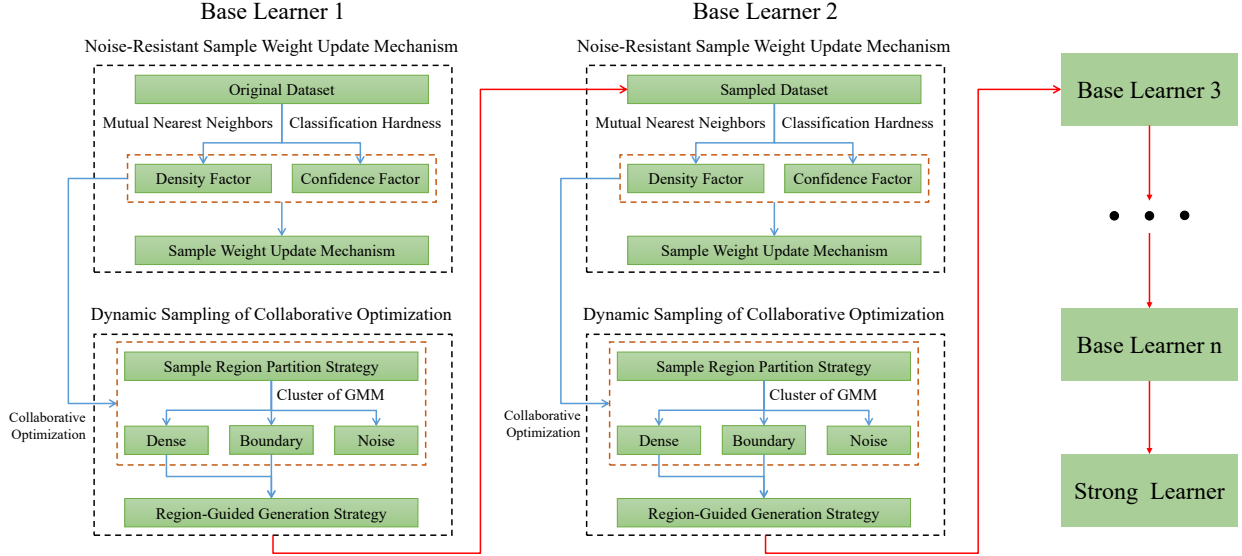 Base Learner 1
Noise-Resistant Sample Weight Update Mechanism
Original Dataset
Mutual Nearest Neighbors
Classification Hardness
Density Factor
Confidence Factor
Sample Weight Update Mechanism
Dynamic Sampling of Collaborative Optimization
Sample Region Partition Strategy
Cluster of GMM
Collaborative
Optimization
Dense
Boundary
Noise
Region-Guided Generation Strategy
Base Learner 2
Noise-Resistant Sample Weight Update Mechanism
Sampled Dataset
Mutual Nearest Neighbors
Classification Hardness
Density Factor
Confidence Factor
Sample Weight Update Mechanism
Dynamic Sampling of Collaborative Optimization
Sample Region Partition Strategy
Cluster of GMM
Collaborative
Optimization
Dense
Boundary
Noise
Region-Guided Generation Strategy
Base Learner 3
• • •
Base Learner n
Strong Learner